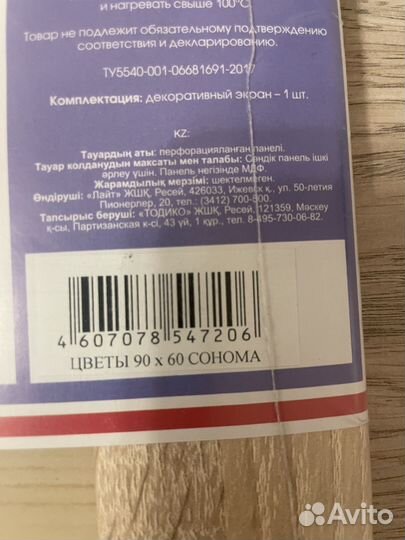 и нагревать свыше 100°С.
Товар не подлежит обязательному подтверждению
соответствия и декларированию.
ТУ5540-001-06681691-2017
Комплектация: декоративный экран – 1 шт.
KZ:
Тауардың аты: перфорацияланған панелі.
Тауар колданудын максаты мен талабы: Сәндік панель ішкі
әрлеу үшін. Панель негізінде МДФ.
Жарамдылық мерзімі: шектелмеген.
Өндіруші: «Лайт» ЖШҚ, Ресей, 426033, Ижевск қ., ул. 50-летия
Пионерлер, 20, тел.: (3412) 700-800.
Тапсырыс беруші: «ТОДИКО» ЖШҚ, Ресей, 121359, Мәскеу
қ-сы, Партизанская к-сі, 43 үй, 1 құр., тел. 8-495-730-06-82.
4 607078 547206
ЦВЕТЫ 90 х 60 СОНОМА
Avito